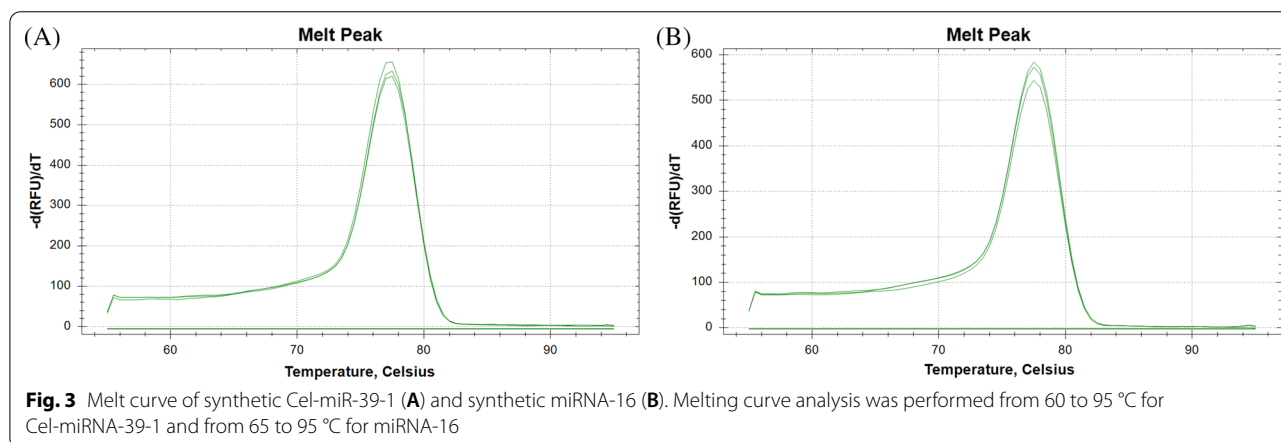 (A)
Melt Peak
600
500
400
300
200
100
0
-d(RFU)/dT
60 70 80 90
Temperature, Celsius
(B)
Melt Peak
600
500
400
300
200
100
0
-d(RFU)/dT
60 70 80 90
Temperature, Celsius
Fig. 3 Melt curve of synthetic Cel-miR-39-1 (A) and synthetic miRNA-16 (B). Melting curve analysis was performed from 60 to 95 °C for
Cel-miRNA-39-1 and from 65 to 95 °C for miRNA-16